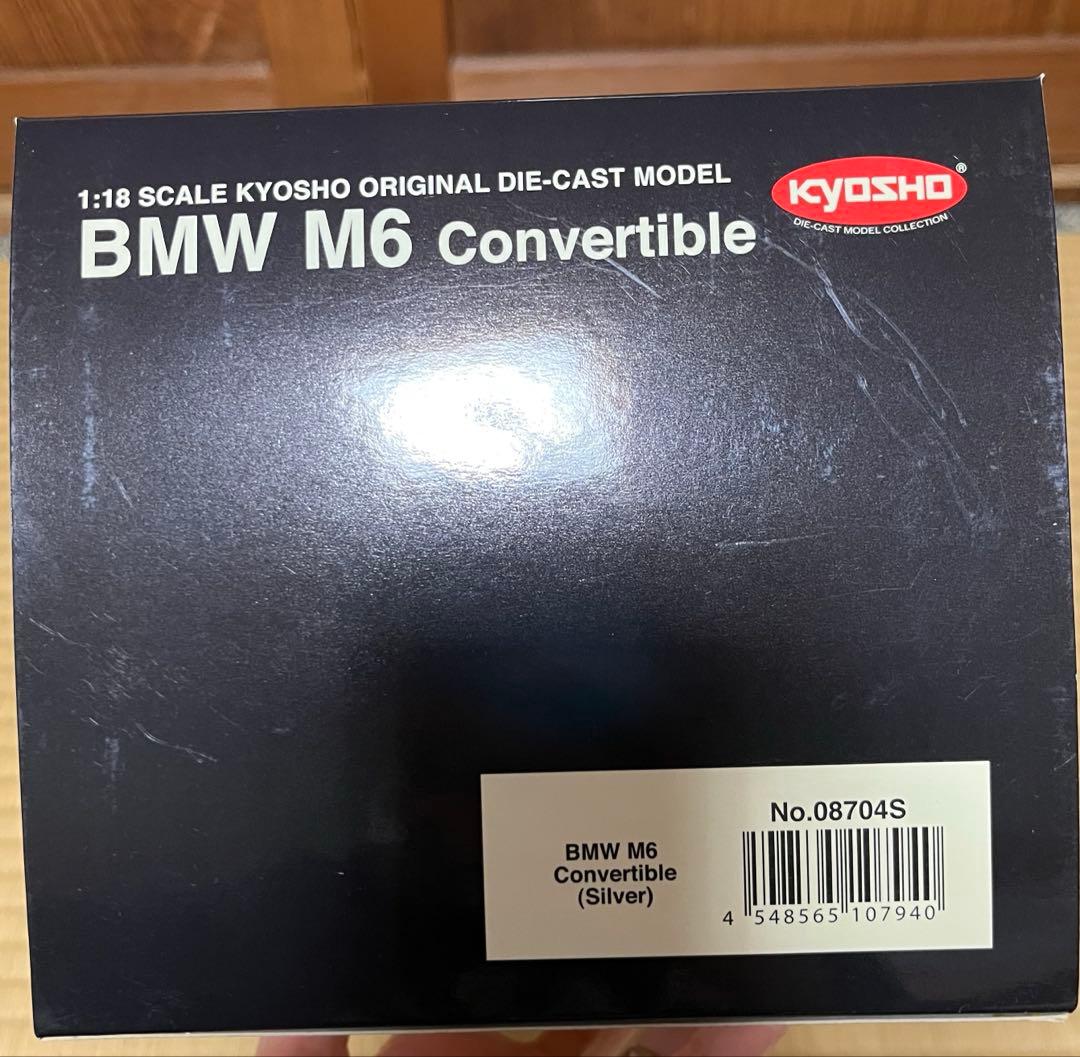 1:18 SCALE KYOSHO ORIGINAL DIE-CAST MODEL
BMW M6 Convertible
KYOSHO®
DIE-CAST MODEL COLLECTION
No.08704S
BMW M6
Convertible
(Silver)
4 548565 107940